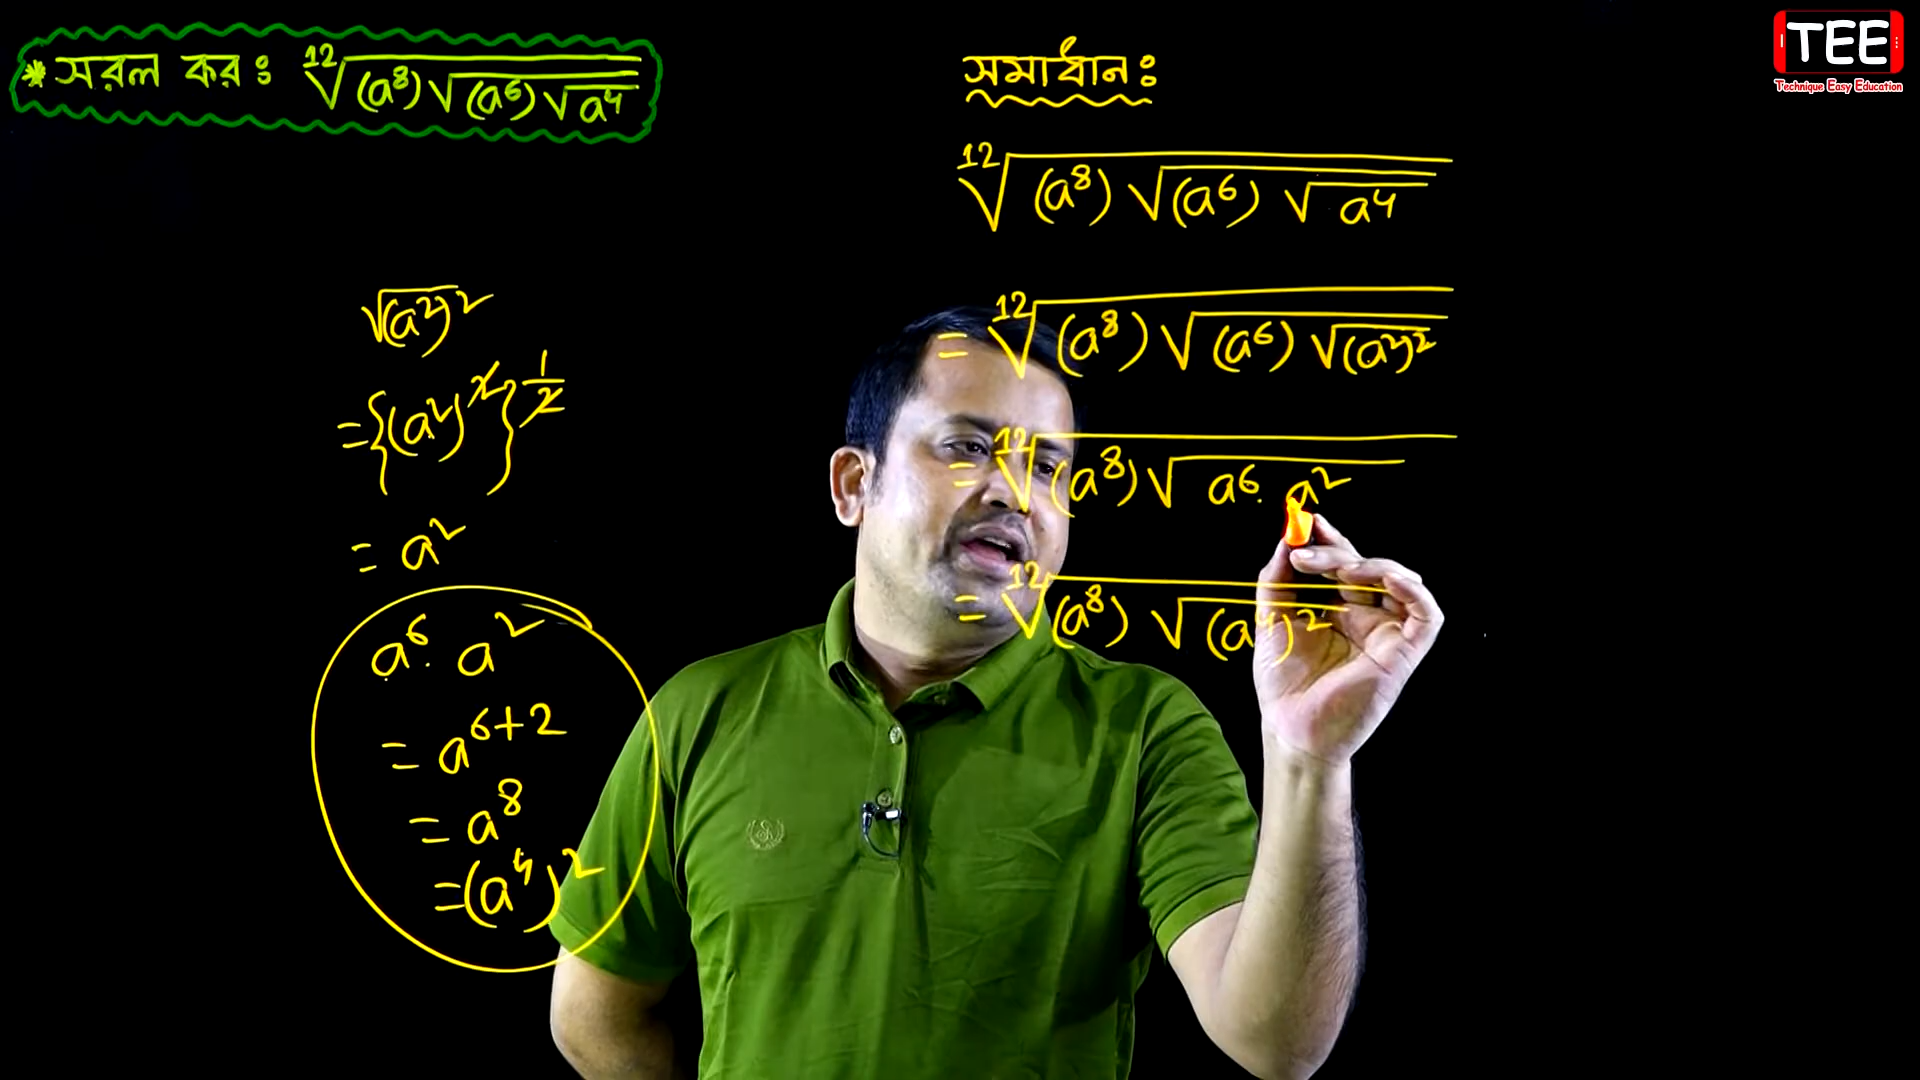 * সরল কর ঃ ¹²√(a⁸)√(a⁶)√a⁴
সমাধান ঃ
TEE
Technique Easy Education
¹²√(a⁸)√(a⁶)√a⁴
= ¹²√(a⁸)√(a⁶)√(a²)²
= ¹²√(a⁸)√a⁶. a²
= ¹²√(a⁸)√(a⁴)²
√(a²)²
= {(a²)²}^1/2
= a²
a⁶. a²
= a⁶⁺²
= a⁸
= (a⁴)²